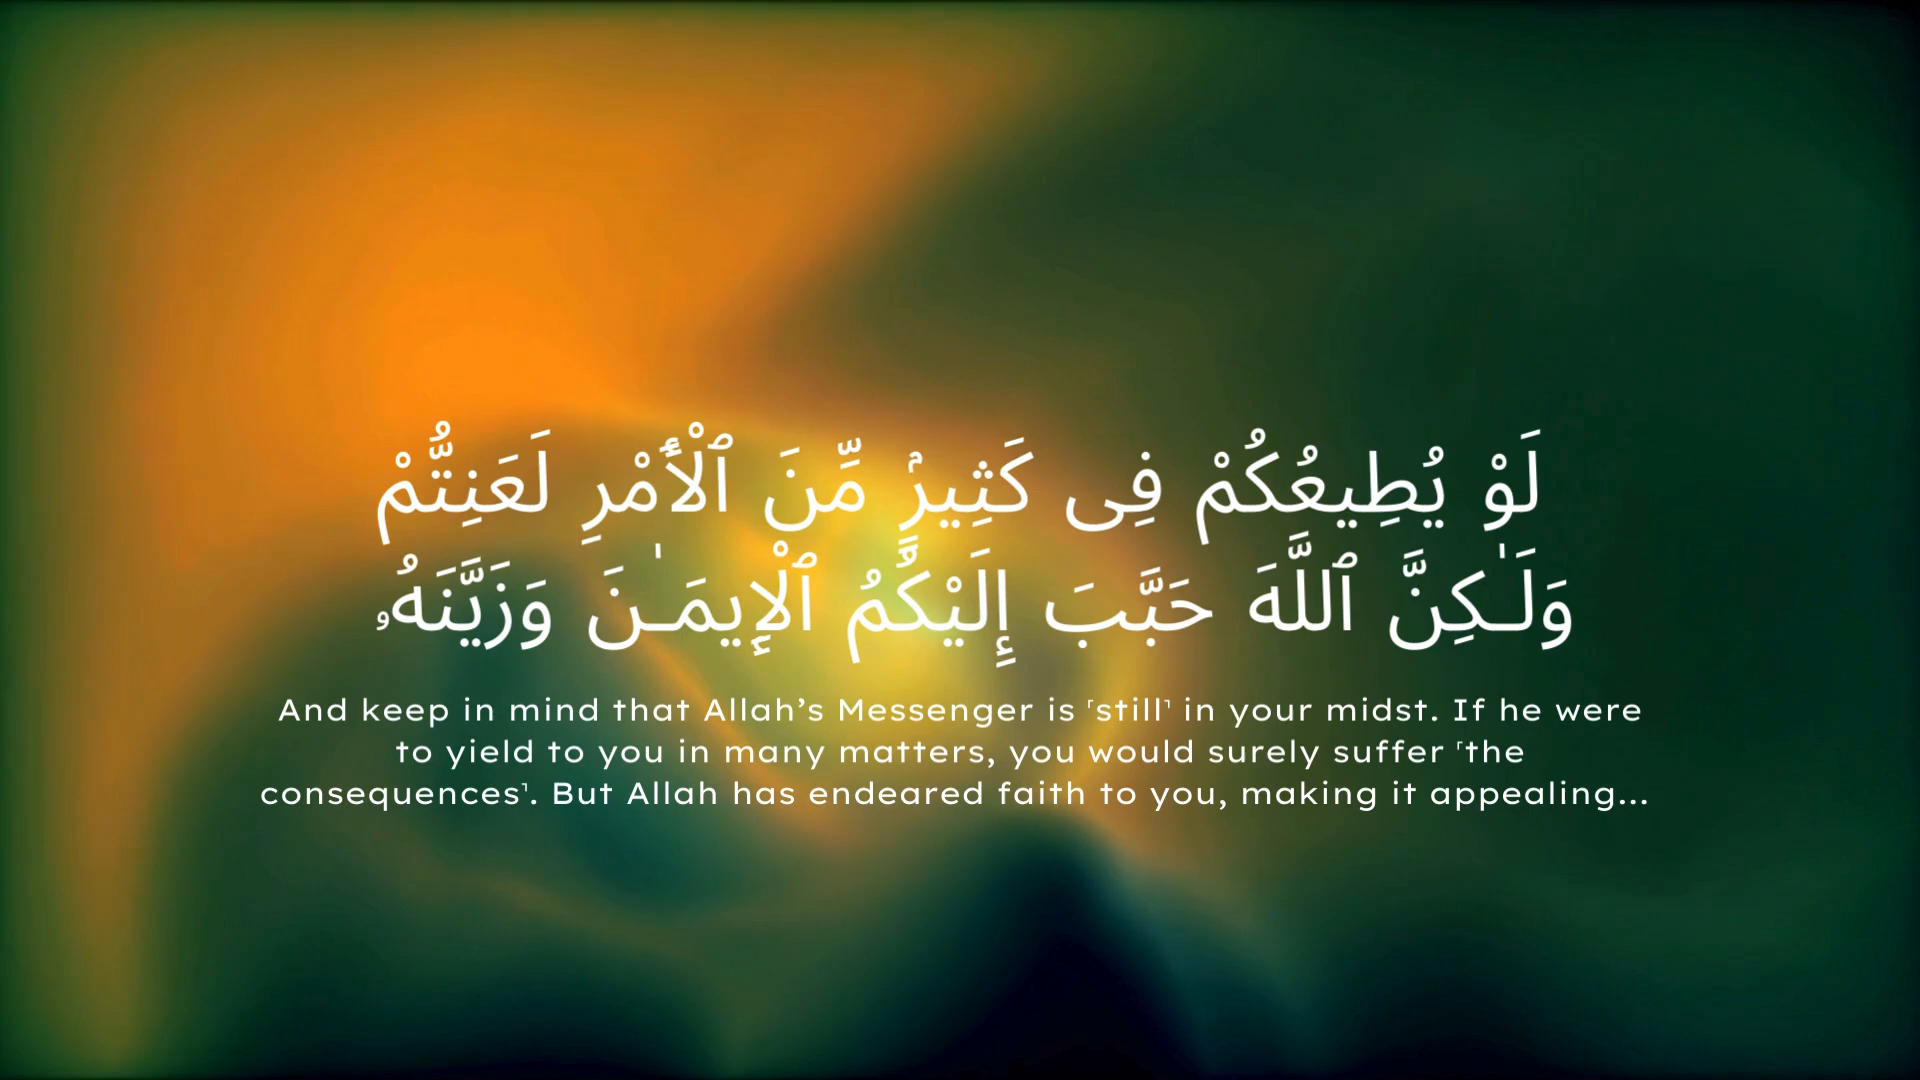 لَوْ يُطِيعُكُمْ فِى كَثِيرٍۢ مِّنَ ٱلْأَمْرِ لَعَنِتُّمْ
وَلَـٰكِنَّ ٱللَّهَ حَبَّبَ إِلَيْكُمُ ٱلْإِيمَـٰنَ وَزَيَّنَهُۥ
And keep in mind that Allah’s Messenger is ˹still˺ in your midst. If he were
to yield to you in many matters, you would surely suffer ˹the
consequences˺. But Allah has endeared faith to you, making it appealing...